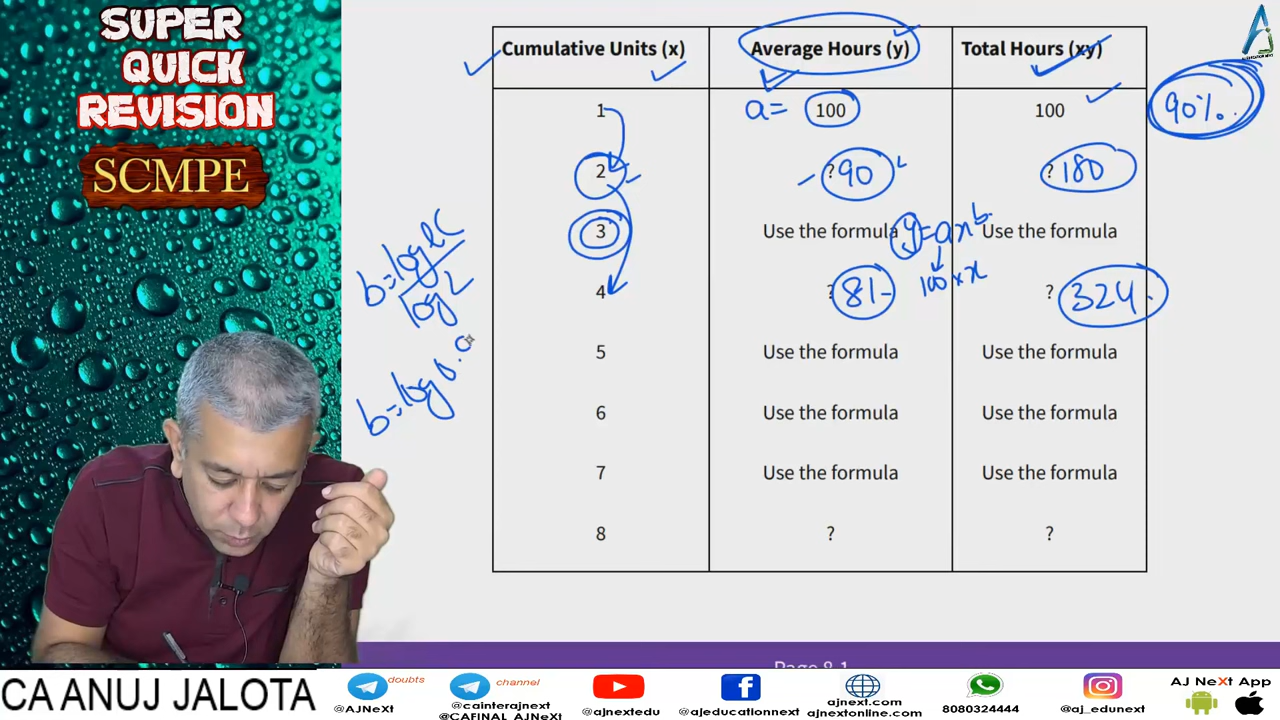 SUPER
QUICK
REVISION
SCMPE
Cumulative Units (x) Average Hours (y) Total Hours (xy)
1 a= 100 100 90%.
2 ? 90 ? 180
3 Use the formula y=ax^b Use the formula
100 x x
4 ? 81 ? 324.
5 Use the formula Use the formula
6 Use the formula Use the formula
7 Use the formula Use the formula
8 ? ?
b=log LC
log 2
b=log 0.
Page 8.1
CA ANUJ JALOTA
doubts
@AJNeXt
channel
@cainterajnext
@CAFINAL_AJNeXt
@ajnextedu
@ajeducationnext
ajnext.com
ajnextonline.com
8080324444
@aj_edunext
AJ NeXt App